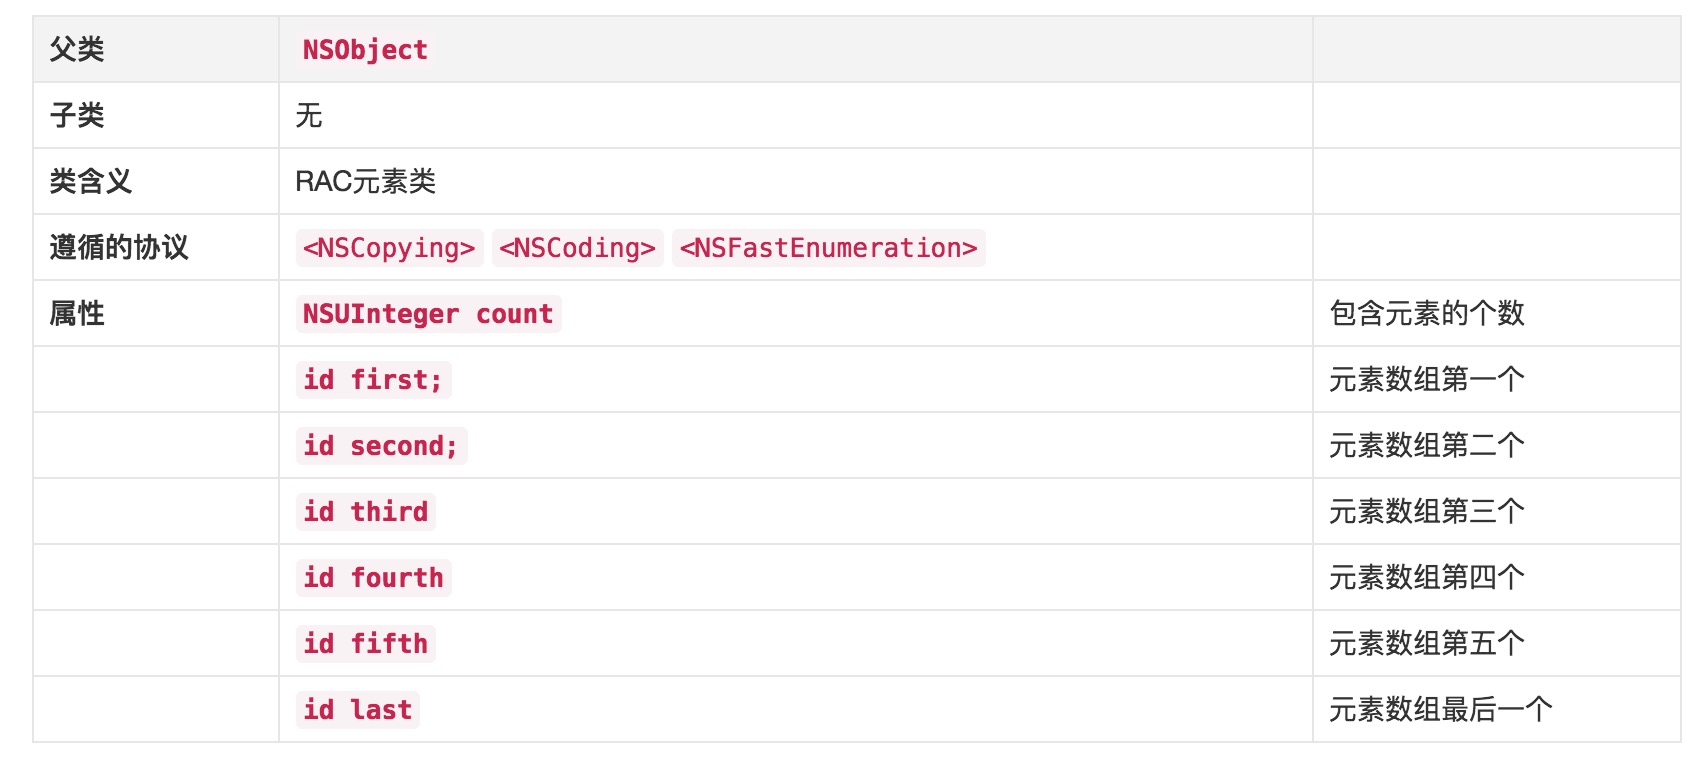 父类 NSObject
子类 无
类含义 RAC元素类
遵循的协议 <NSCopying> <NSCoding> <NSFastEnumeration>
属性 NSUInteger count 包含元素的个数
id first; 元素数组第一个
id second; 元素数组第二个
id third 元素数组第三个
id fourth 元素数组第四个
id fifth 元素数组第五个
id last 元素数组最后一个